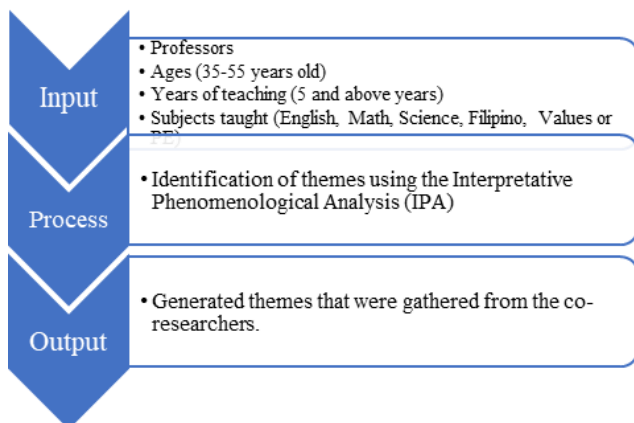 Input
• Professors
• Ages (35-55 years old)
• Years of teaching (5 and above years)
• Subjects taught (English, Math, Science, Filipino, Values or
PE)
Process
• Identification of themes using the Interpretative
Phenomenological Analysis (IPA)
Output
• Generated themes that were gathered from the co-
researchers.